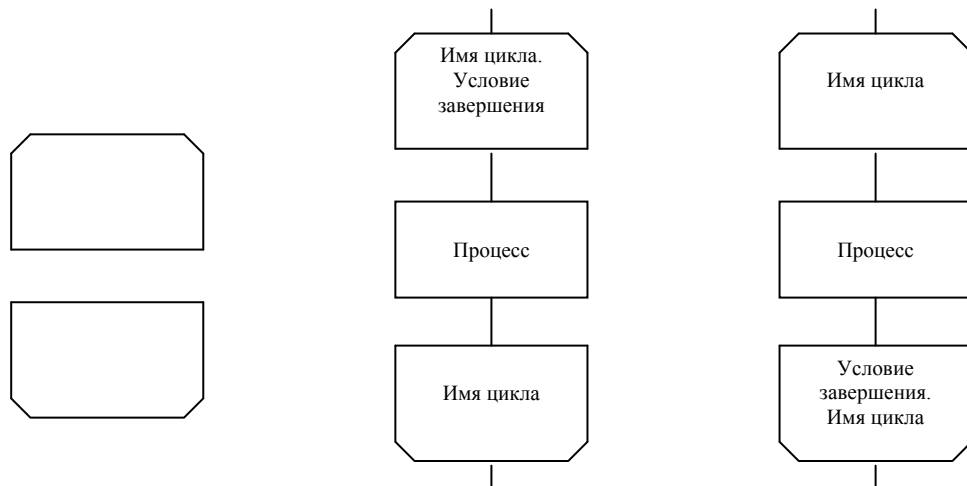 Имя цикла.
Условие
завершения
Процесс
Имя цикла
Имя цикла
Процесс
Условие
завершения.
Имя цикла